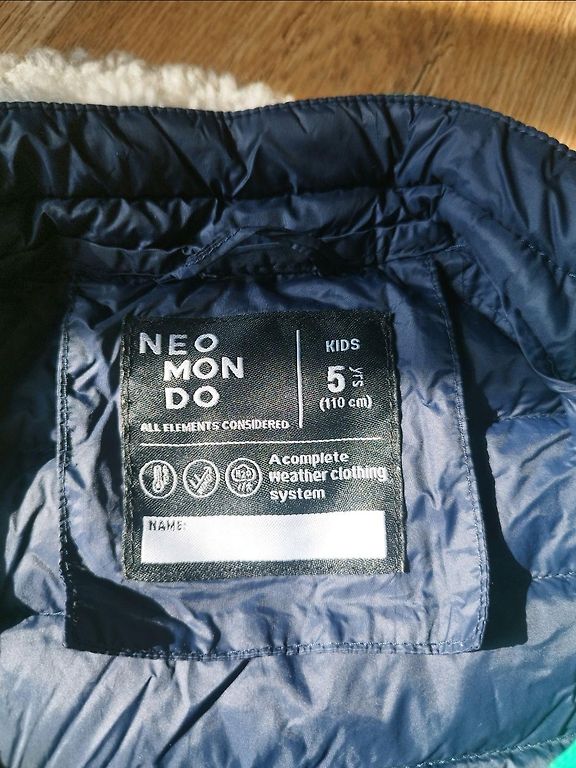 NEO
MON
DO
ALL ELEMENTS CONSIDERED
KIDS
5 yrs
(110 cm)
A complete
Weather clothing
system
NAME: